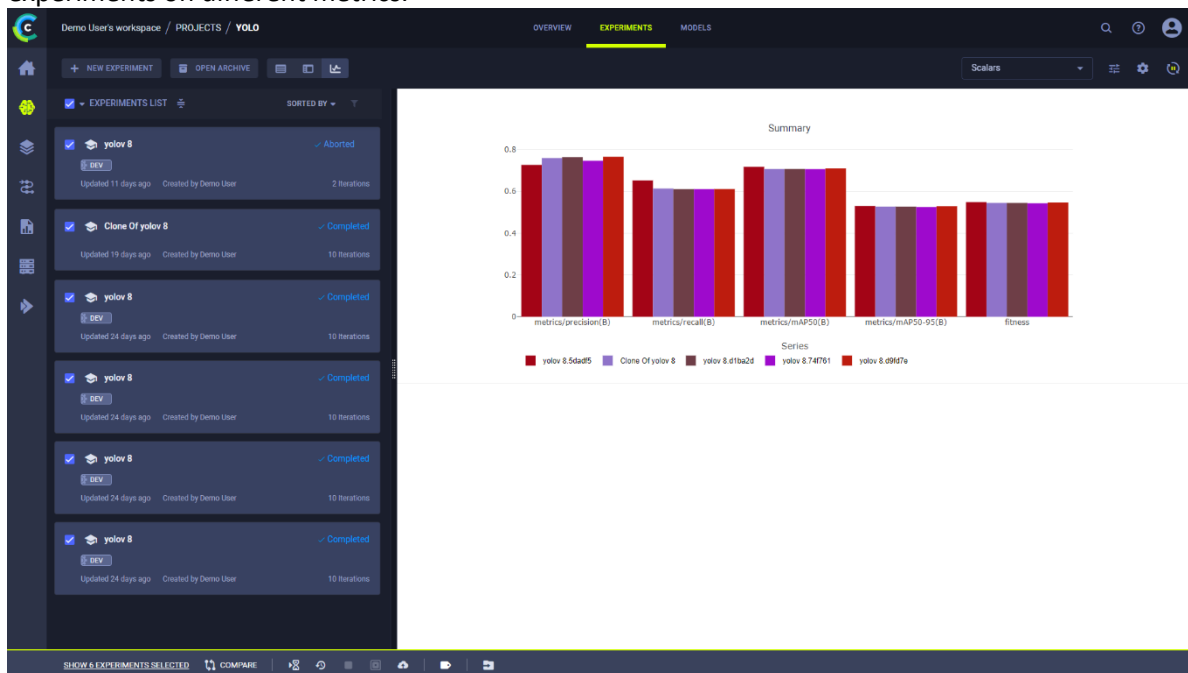 experiments on different metrics.
Demo User's workspace / PROJECTS / YOLO
OVERVIEW EXPERIMENTS MODELS
+ NEW EXPERIMENT OPEN ARCHIVE
Scalars
EXPERIMENTS LIST SORTED BY
yolov 8 Aborted
DEV
Updated 11 days ago Created by Demo User 2 Iterations
Clone Of yolov 8 Completed
Updated 19 days ago Created by Demo User 10 Iterations
yolov 8 Completed
DEV
Updated 24 days ago Created by Demo User 10 Iterations
yolov 8 Completed
DEV
Updated 24 days ago Created by Demo User 10 Iterations
yolov 8 Completed
DEV
Updated 24 days ago Created by Demo User 10 Iterations
yolov 8 Completed
DEV
Updated 24 days ago Created by Demo User 10 Iterations
Summary
0.8
0.6
0.4
0.2
0
metrics/precision(B) metrics/recall(B) metrics/mAP50(B) metrics/mAP50-95(B) fitness
Series
yolov 8.5dadf5 Clone Of yolov 8 yolov 8.d1ba2d yolov 8.74f761 yolov 8.d9fd7e
SHOW 6 EXPERIMENTS SELECTED COMPARE